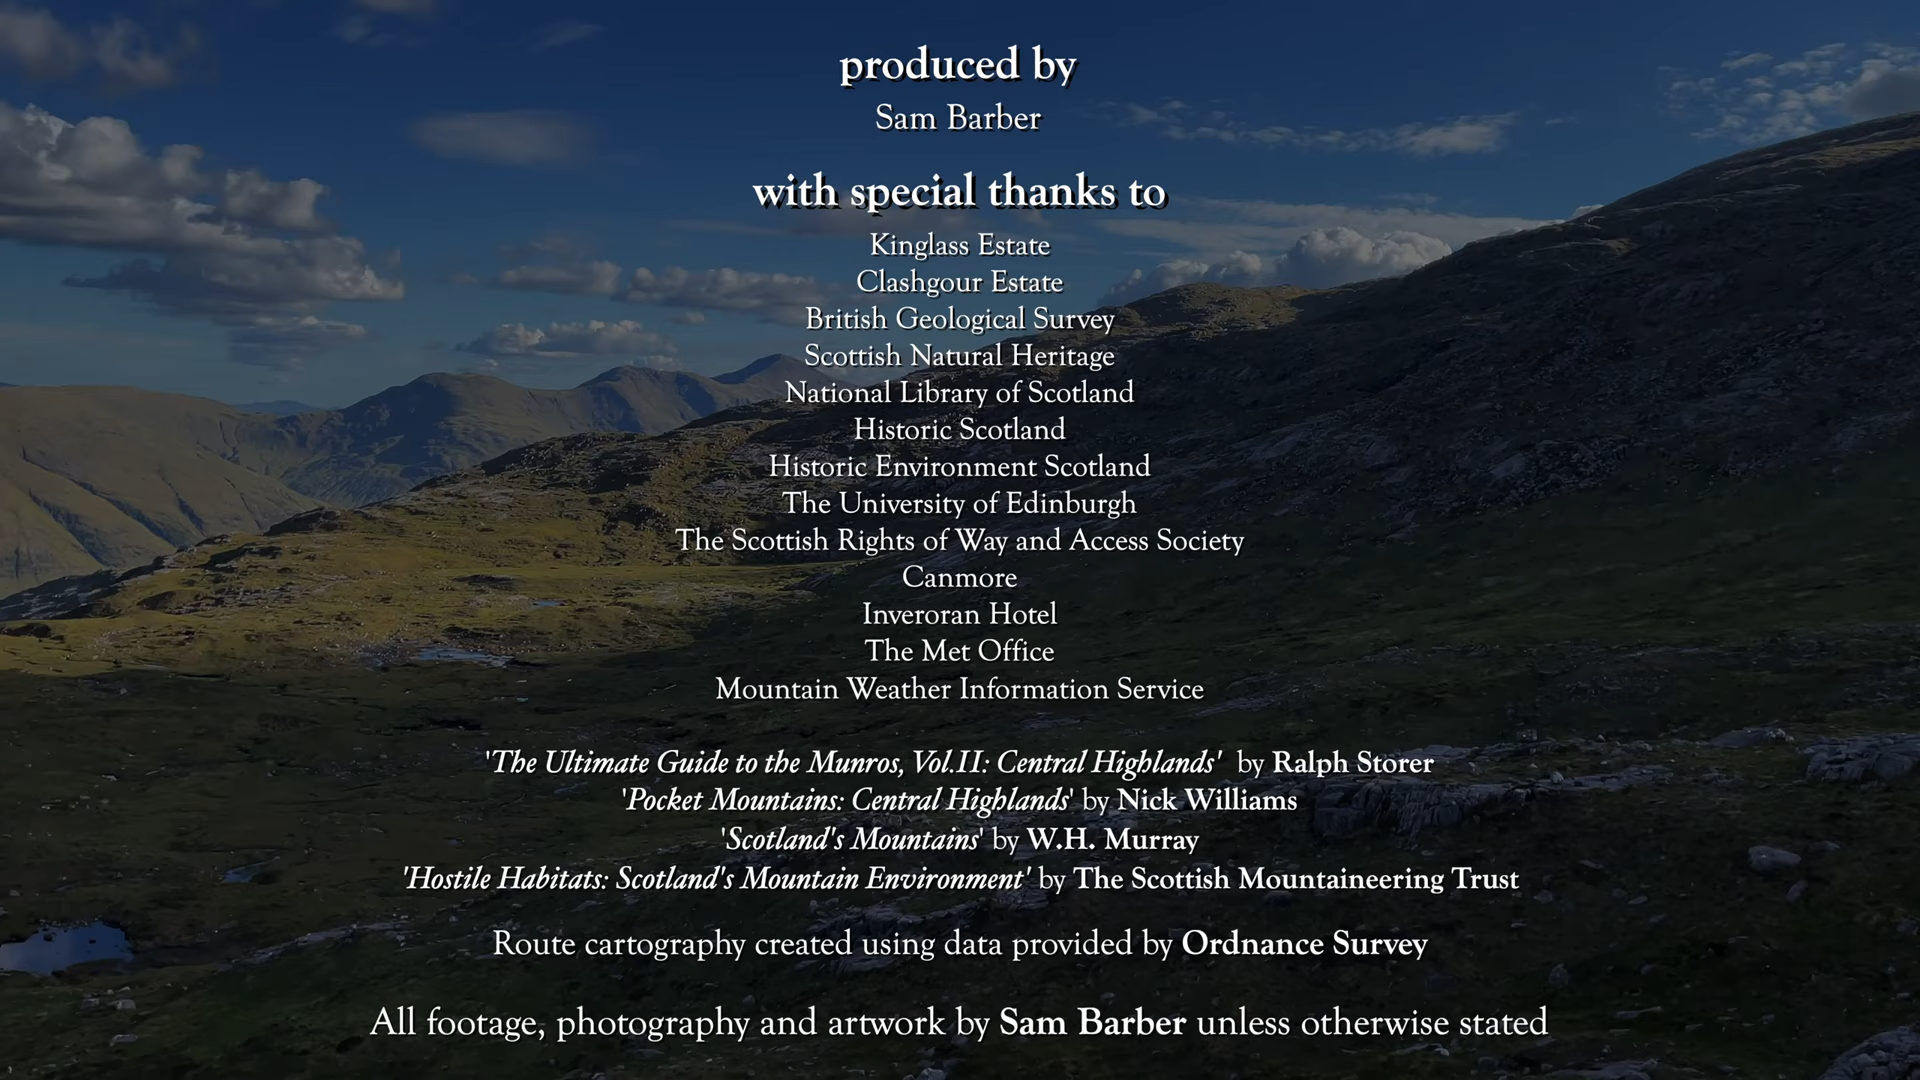 produced by
Sam Barber
with special thanks to
Kinglass Estate
Clashgour Estate
British Geological Survey
Scottish Natural Heritage
National Library of Scotland
Historic Scotland
Historic Environment Scotland
The University of Edinburgh
The Scottish Rights of Way and Access Society
Canmore
Inveroran Hotel
The Met Office
Mountain Weather Information Service
'The Ultimate Guide to the Munros, Vol.II: Central Highlands' by Ralph Storer
'Pocket Mountains: Central Highlands' by Nick Williams
'Scotland's Mountains' by W.H. Murray
'Hostile Habitats: Scotland's Mountain Environment' by The Scottish Mountaineering Trust
Route cartography created using data provided by Ordnance Survey
All footage, photography and artwork by Sam Barber unless otherwise stated